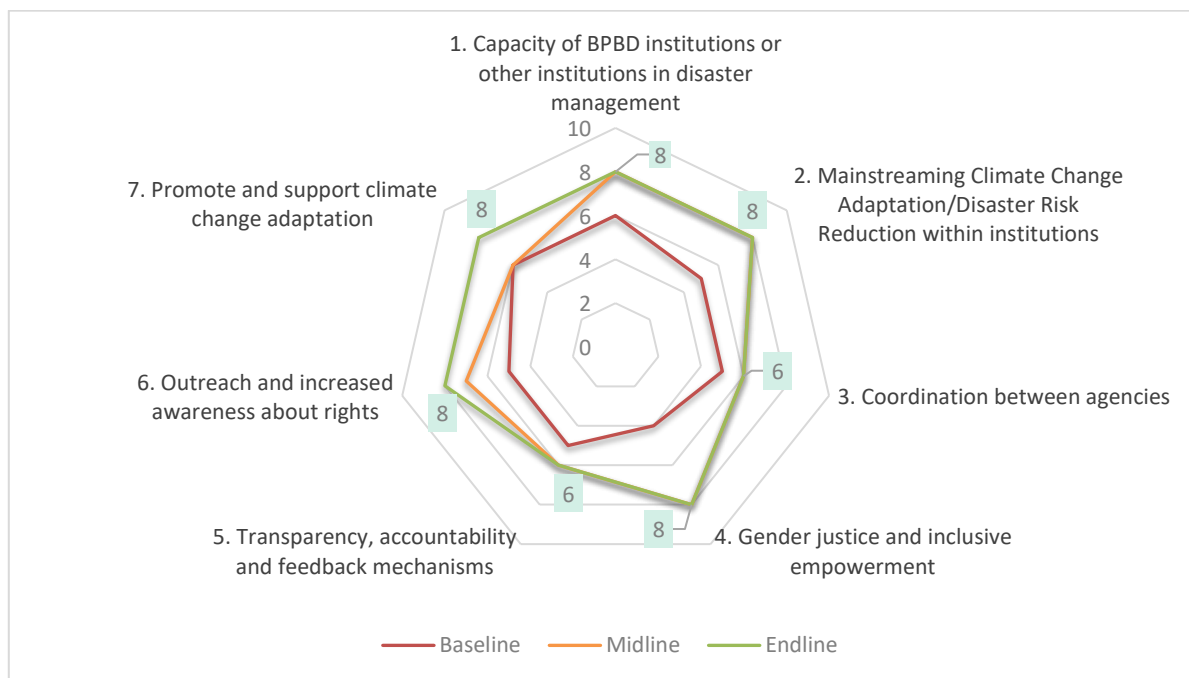 1. Capacity of BPBD institutions or
other institutions in disaster
management
10
8
8
6
4
2
0
2. Mainstreaming Climate Change
Adaptation/Disaster Risk
Reduction within institutions
8
6
3. Coordination between agencies
8
4. Gender justice and inclusive
empowerment
6
5. Transparency, accountability
and feedback mechanisms
8
6. Outreach and increased
awareness about rights
8
7. Promote and support climate
change adaptation
Baseline
Midline
Endline